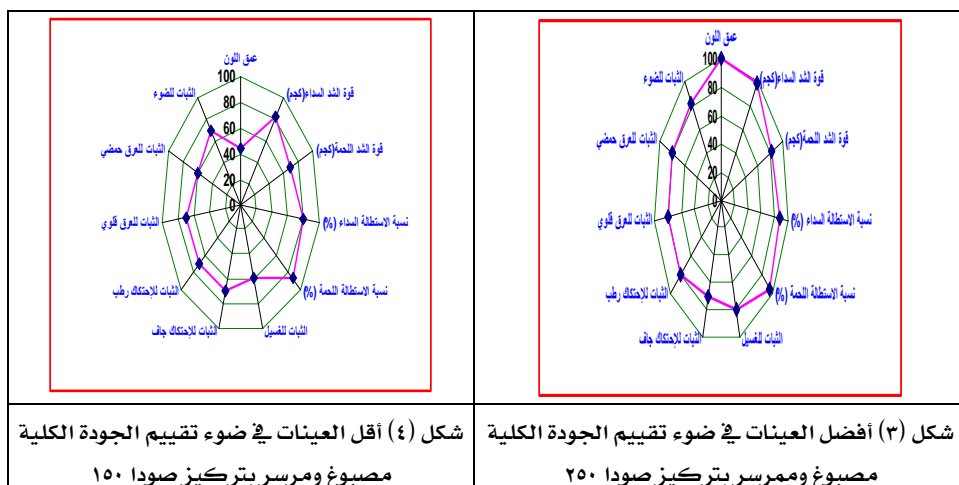 عمق اللون
100
80
60
40
20
0
قوة الشد السداء(كجم)
قوة الشد اللحمة(كجم)
نسبة الاستطالة السداء (%)
نسبة الاستطالة اللحمة (%)
الثبات للغسيل
الثبات للإحتكاك جاف
الثبات للإحتكاك رطب
الثبات للعرق قلوي
الثبات للعرق حمضي
الثبات للضوء
شكل (٣) أفضل العينات في ضوء تقييم الجودة الكلية
مصبوغ وممرسر بتركيز صودا ٢٥٠
عمق اللون
100
80
60
40
20
0
قوة الشد السداء(كجم)
قوة الشد اللحمة(كجم)
نسبة الاستطالة السداء (%)
نسبة الاستطالة اللحمة (%)
الثبات للغسيل
الثبات للإحتكاك جاف
الثبات للإحتكاك رطب
الثبات للعرق قلوي
الثبات للعرق حمضي
الثبات للضوء
شكل (٤) أقل العينات في ضوء تقييم الجودة الكلية
مصبوغ ومرسر بتركيز صودا ١٥٠